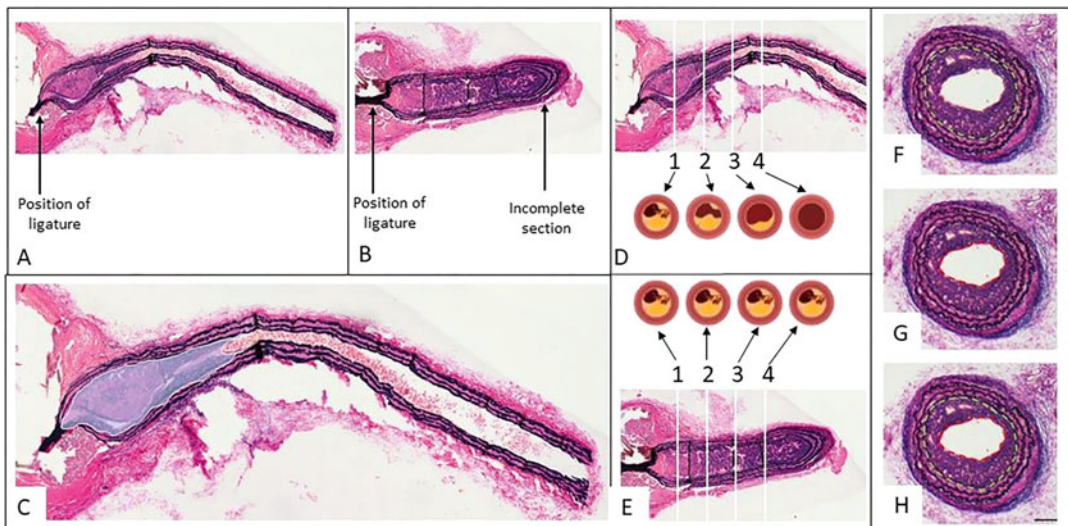 Position of
ligature
A
Position of
ligature
Incomplete
section
B
1 2 3 4
D
C
1 2 3 4
E
F
G
H